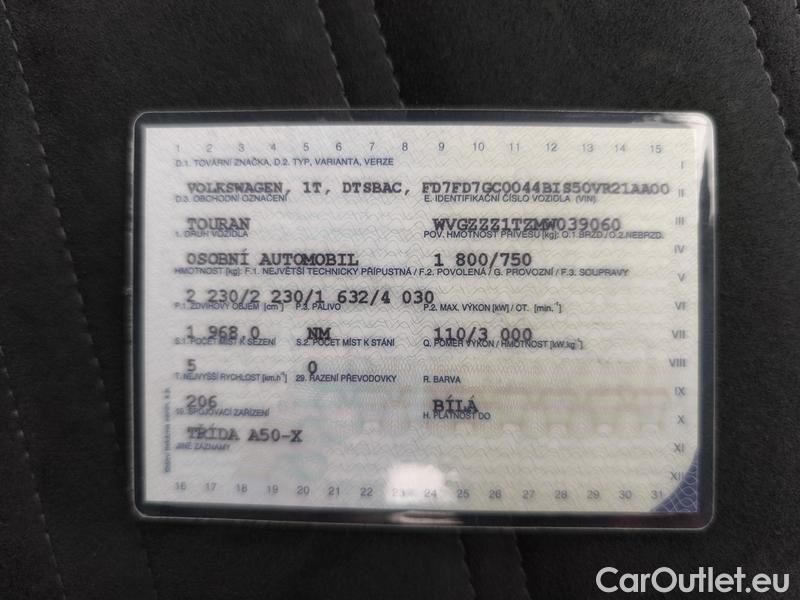 1 2 3 4 5 6 7 8 9 10 11 12 13 14 15
D.1. TOVÁRNÍ ZNAČKA, D.2. TYP, VARIANTA, VERZE I
VOLKSWAGEN, 1T, DTSBAC, FD7FD7GC0044BIS50VR21AA00 II
D.3. OBCHODNÍ OZNAČENÍ E. IDENTIFIKAČNÍ ČÍSLO VOZIDLA (VIN)
TOURAN WVGZZZ1TZMW039060 III
1. DRUH VOZIDLA POV. HMOTNOST PŘÍVĚSU [kg]: O.1 BRZD./O.2 NEBRZD.
OSOBNÍ AUTOMOBIL 1 800/750 IV
HMOTNOST [kg]: F.1. NEJVĚTŠÍ TECHNICKY PŘÍPUSTNÁ / F.2. POVOLENÁ / G. PROVOZNÍ / F.3. SOUPRAVY V
2 230/2 230/1 632/4 030
P.1. ZDVIHOVÝ OBJEM [cm³] P.3. PALIVO P.2. MAX. VÝKON [kW] / OT. [min.⁻¹] VI
1 968.0 NM 110/3 000 VII
S.1. POČET MÍST K SEZENÍ S.2. POČET MÍST K STÁNÍ Q. POMĚR VÝKON / HMOTNOST [kW.kg⁻¹]
5 0 VIII
T. NEJVYŠŠÍ RYCHLOST [km.h⁻¹] 29. ŘAZENÍ PŘEVODOVKY R. BARVA
206 BÍLÁ IX
SPOJOVACÍ ZAŘÍZENÍ H. PLATNOST DO X
TŘÍDA A50-X
JINÉ ZÁZNAMY XI
XII
16 17 18 19 20 21 22 23 24 25 26 27 28 29 30 31
CarOutlet.eu